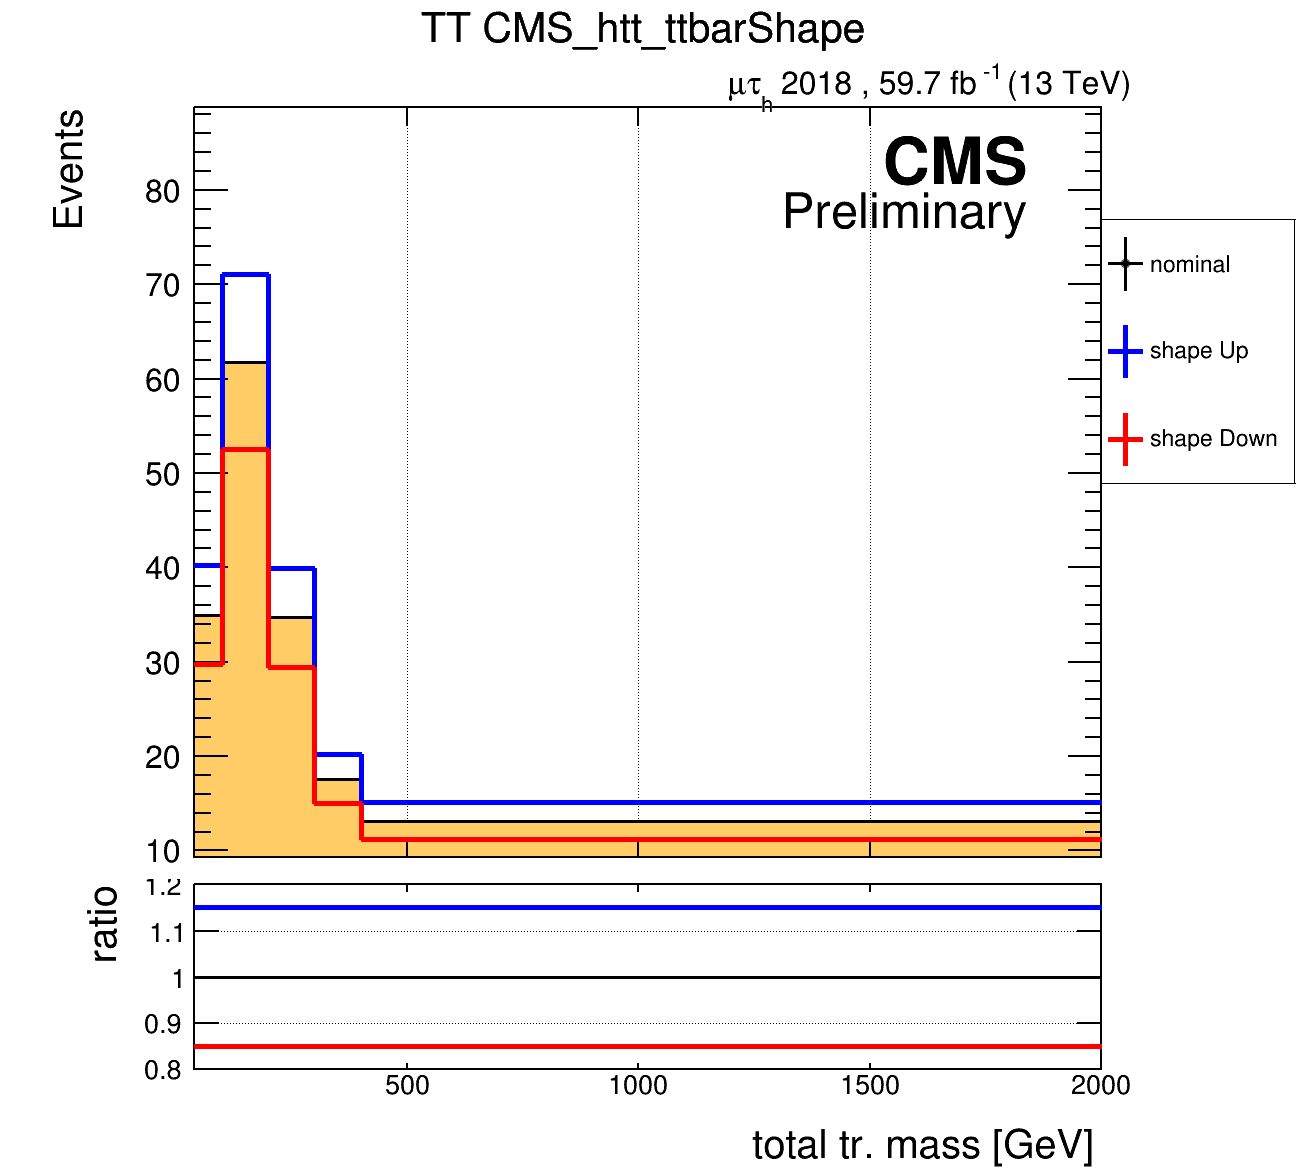 TT CMS_htt_ttbarShape
μτh 2018 , 59.7 fb-1 (13 TeV)
Events
CMS
Preliminary
80
70
60
50
40
30
20
10
nominal
shape Up
shape Down
ratio
1.2
1.1
1
0.9
0.8
500 1000 1500 2000
total tr. mass [GeV]